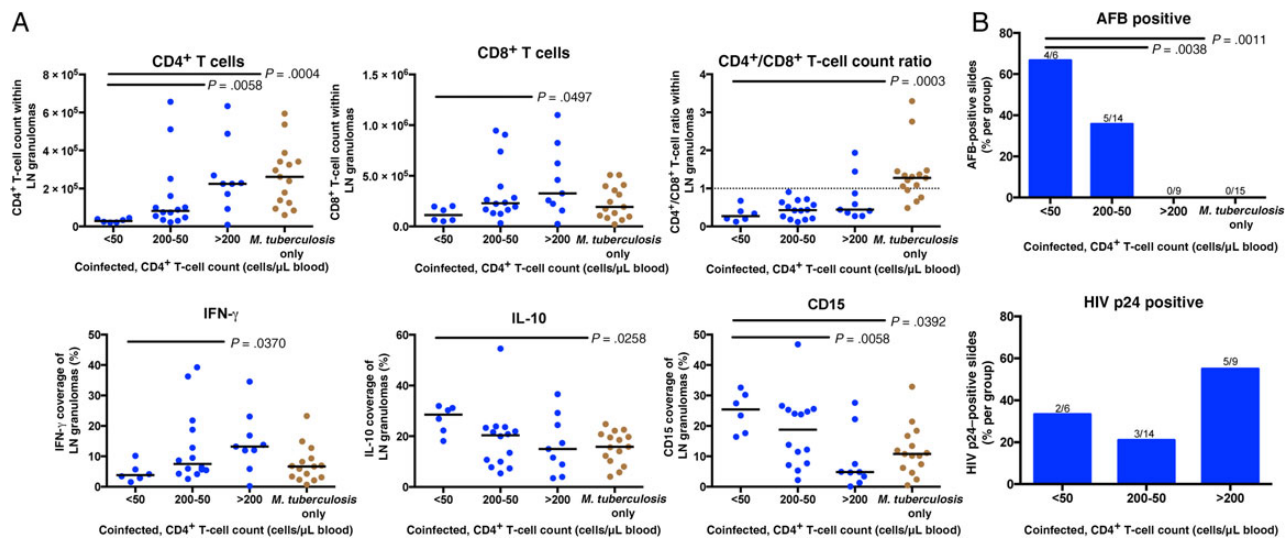 A
CD4+ T cells
P = .0004
P = .0058
CD4+ T-cell count within
LN granulomas
8 × 10⁵
6 × 10⁵
4 × 10⁵
2 × 10⁵
0
<50
200-50
>200
M. tuberculosis
only
Coinfected, CD4+ T-cell count (cells/µL blood)
CD8+ T cells
P = .0497
CD8+ T-cell count within
LN granulomas
1.5 × 10⁶
1.0 × 10⁶
5.0 × 10⁵
0
<50
200-50
>200
M. tuberculosis
only
Coinfected, CD4+ T-cell count (cells/µL blood)
CD4+/CD8+ T-cell count ratio
P = .0003
CD4+/CD8+ T-cell ratio within
LN granulomas
4
3
2
1
0
<50
200-50
>200
M. tuberculosis
only
Coinfected, CD4+ T-cell count (cells/µL blood)
IFN-γ
P = .0370
IFN-γ coverage of
LN granulomas (%)
50
40
30
20
10
0
<50
200-50
>200
M. tuberculosis
only
Coinfected, CD4+ T-cell count (cells/µL blood)
IL-10
P = .0258
IL-10 coverage of
LN granulomas (%)
60
40
20
0
<50
200-50
>200
M. tuberculosis
only
Coinfected, CD4+ T-cell count (cells/µL blood)
CD15
P = .0392
P = .0058
CD15 coverage of
LN granulomas (%)
50
40
30
20
10
0
<50
200-50
>200
M. tuberculosis
only
Coinfected, CD4+ T-cell count (cells/µL blood)
B
AFB positive
P = .0011
P = .0038
AFB-positive slides
(% per group)
80
60
40
20
0
4/6
5/14
0/9
0/15
<50
200-50
>200
M. tuberculosis
only
Coinfected, CD4+ T-cell count (cells/µL blood)
HIV p24 positive
HIV p24–positive slides
(% per group)
80
60
40
20
0
2/6
3/14
5/9
<50
200-50
>200
Coinfected, CD4+ T-cell count (cells/µL blood)